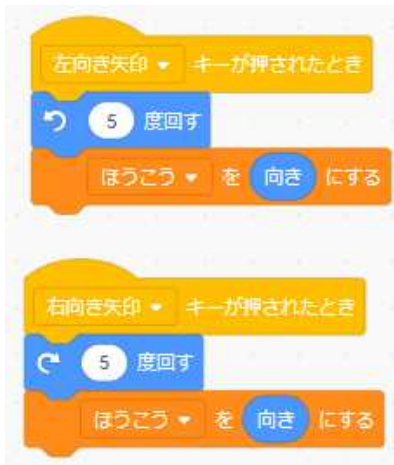 左向き矢印 キーが押されたとき
5 度回す
ほうこう を 向き にする
右向き矢印 キーが押されたとき
5 度回す
ほうこう を 向き にする